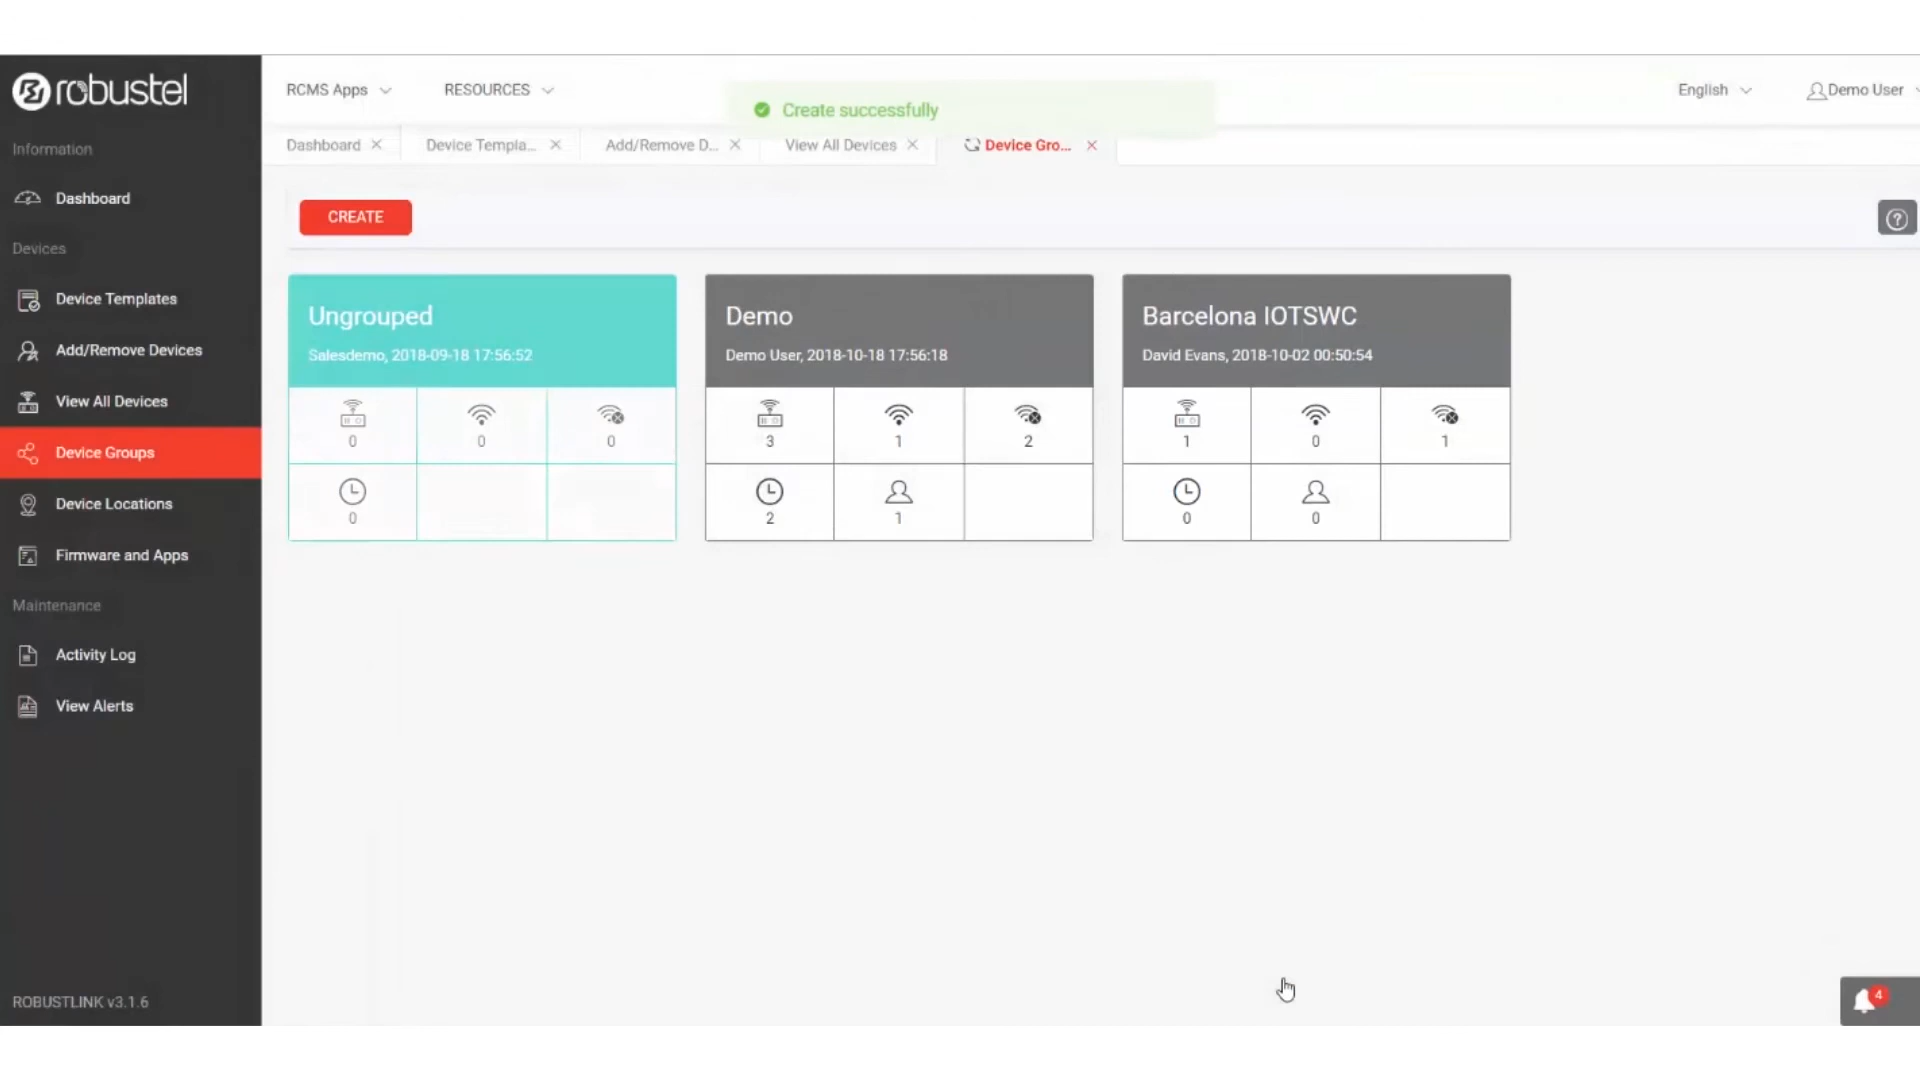 robustel
RCMS Apps
RESOURCES
Create successfully
English
Demo User
Dashboard
Device Templa...
Add/Remove D...
View All Devices
Device Gro...
Information
Dashboard
Devices
Device Templates
Add/Remove Devices
View All Devices
Device Groups
Device Locations
Firmware and Apps
Maintenance
Activity Log
View Alerts
ROBUSTLINK v3.1.6
CREATE
?
Ungrouped
Salesdemo, 2018-09-18 17:56:52
0 0 0
0
Demo
Demo User, 2018-10-18 17:56:18
3 1 2
2 1
Barcelona IOTSWC
David Evans, 2018-10-02 00:50:54
1 0 1
0 0
4